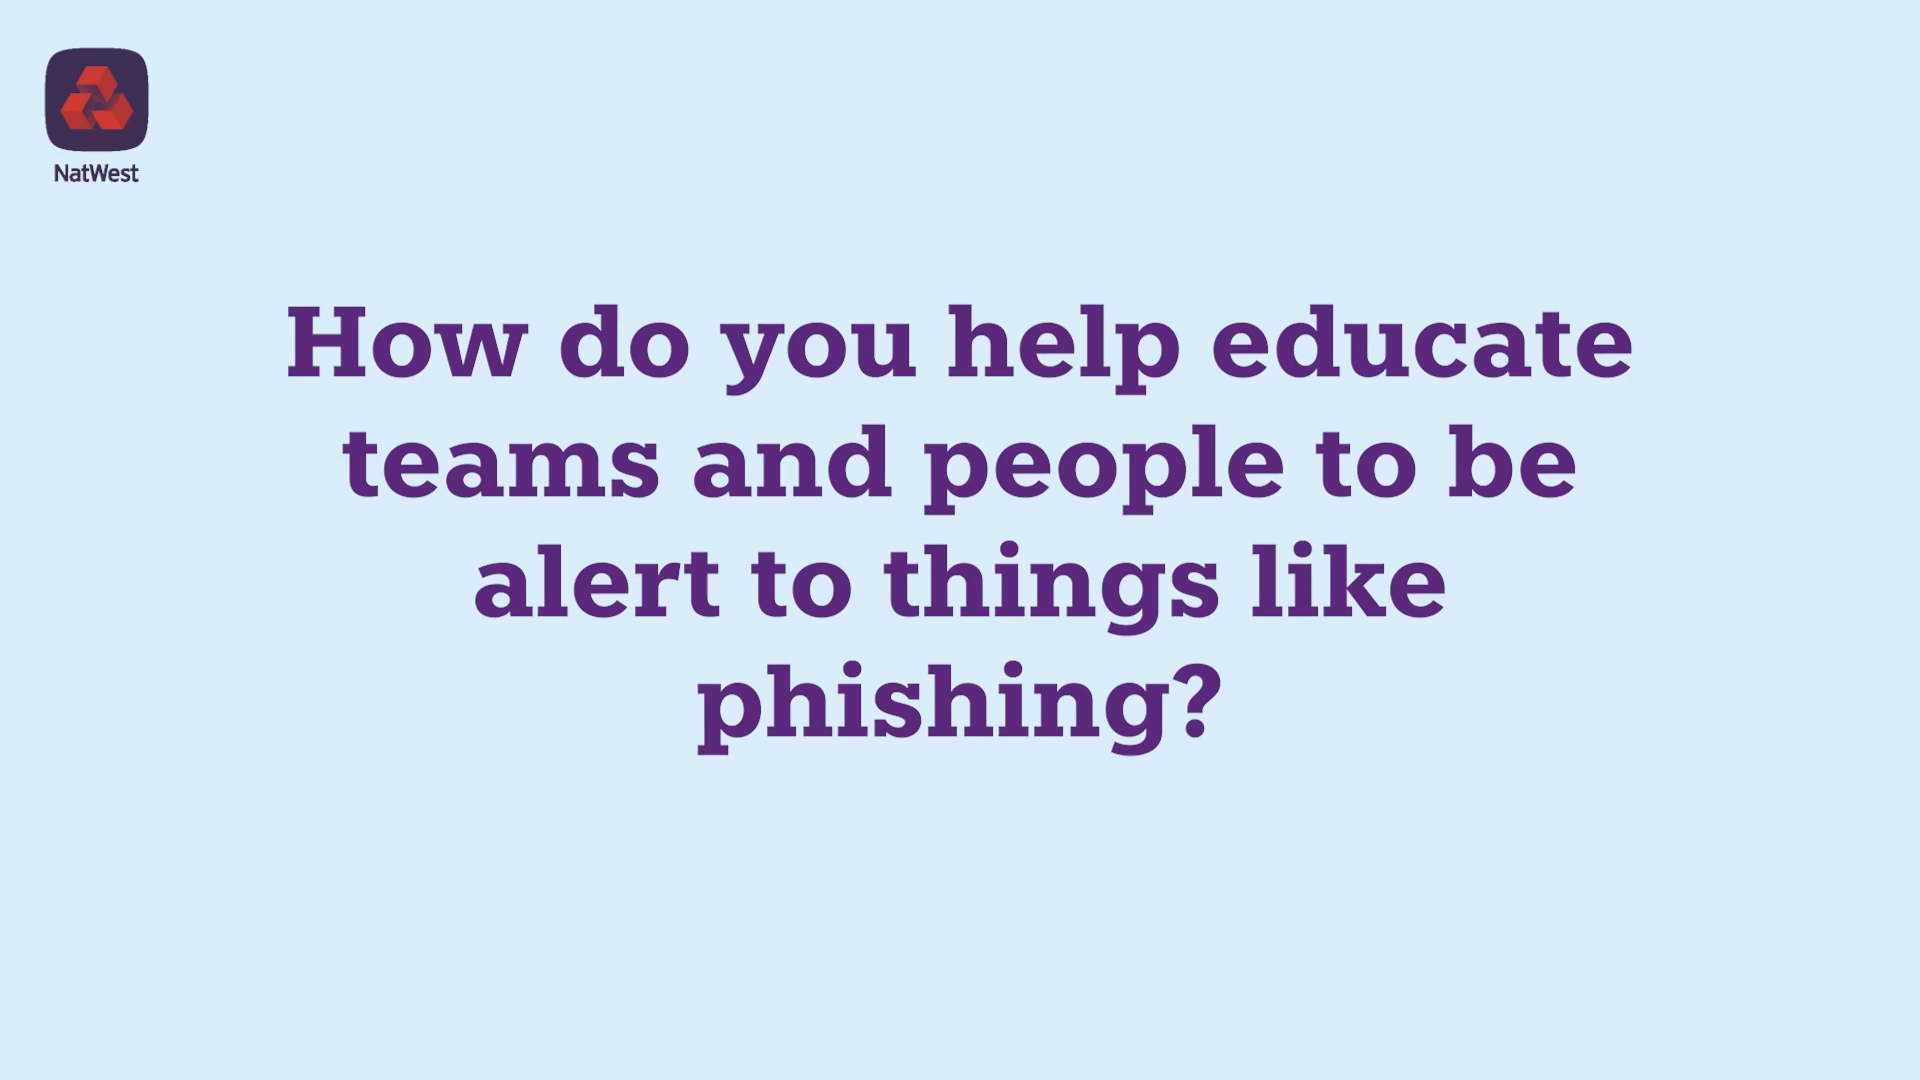 NatWest
How do you help educate
teams and people to be
alert to things like
phishing?